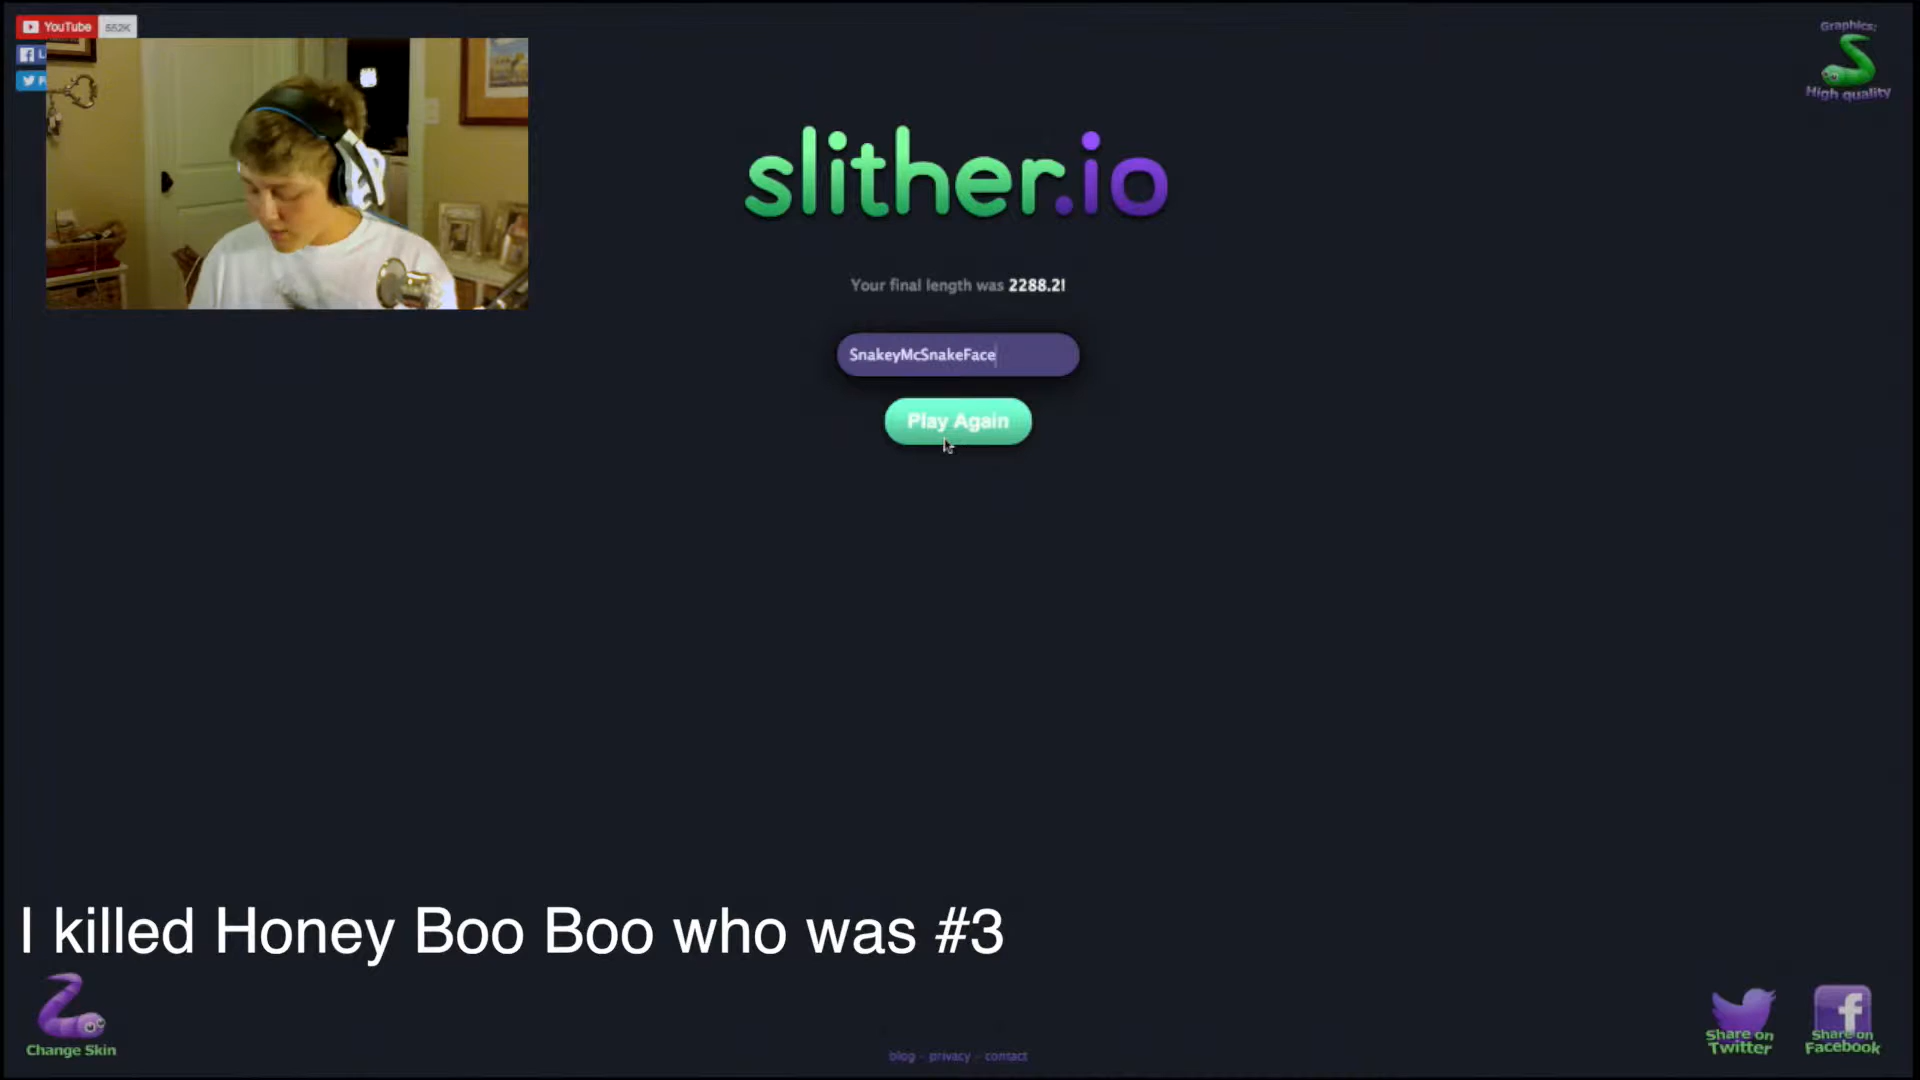 YouTube 552K
Graphics:
High quality
slither.io
Your final length was 2288.2!
SnakeyMcSnakeFace
Play Again
I killed Honey Boo Boo who was #3
Change Skin
Share on
Twitter
Share on
Facebook
blog - privacy - contact